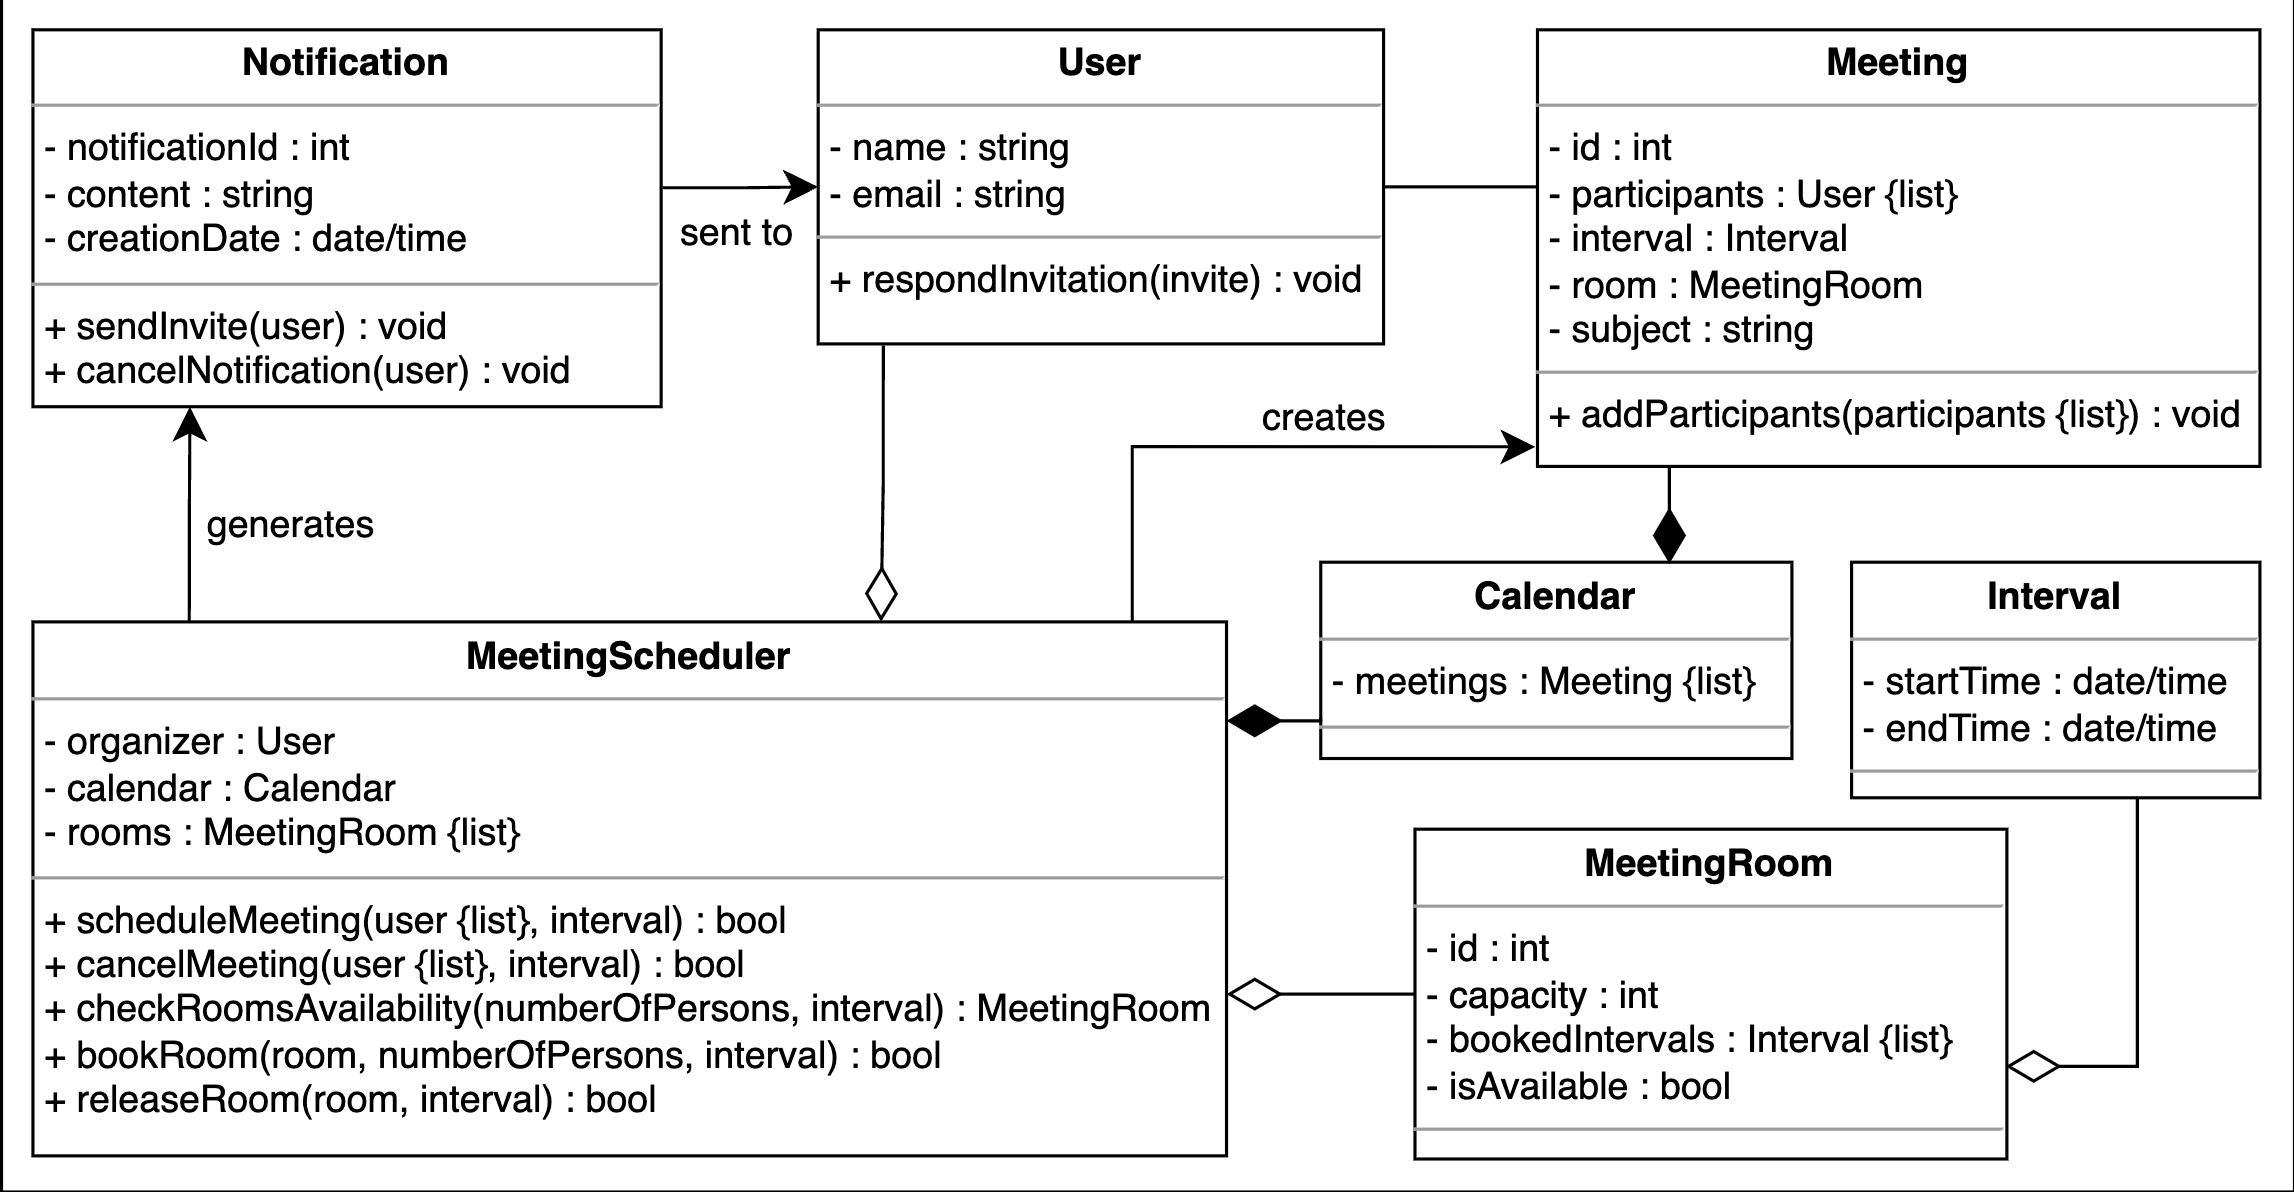 Notification
- notificationId : int
- content : string
- creationDate : date/time
+ sendInvite(user) : void
+ cancelNotification(user) : void
sent to
User
- name : string
- email : string
+ respondInvitation(invite) : void
Meeting
- id : int
- participants : User {list}
- interval : Interval
- room : MeetingRoom
- subject : string
+ addParticipants(participants {list}) : void
generates
creates
MeetingScheduler
- organizer : User
- calendar : Calendar
- rooms : MeetingRoom {list}
+ scheduleMeeting(user {list}, interval) : bool
+ cancelMeeting(user {list}, interval) : bool
+ checkRoomsAvailability(numberOfPersons, interval) : MeetingRoom
+ bookRoom(room, numberOfPersons, interval) : bool
+ releaseRoom(room, interval) : bool
Calendar
- meetings : Meeting {list}
Interval
- startTime : date/time
- endTime : date/time
MeetingRoom
- id : int
- capacity : int
- bookedIntervals : Interval {list}
- isAvailable : bool